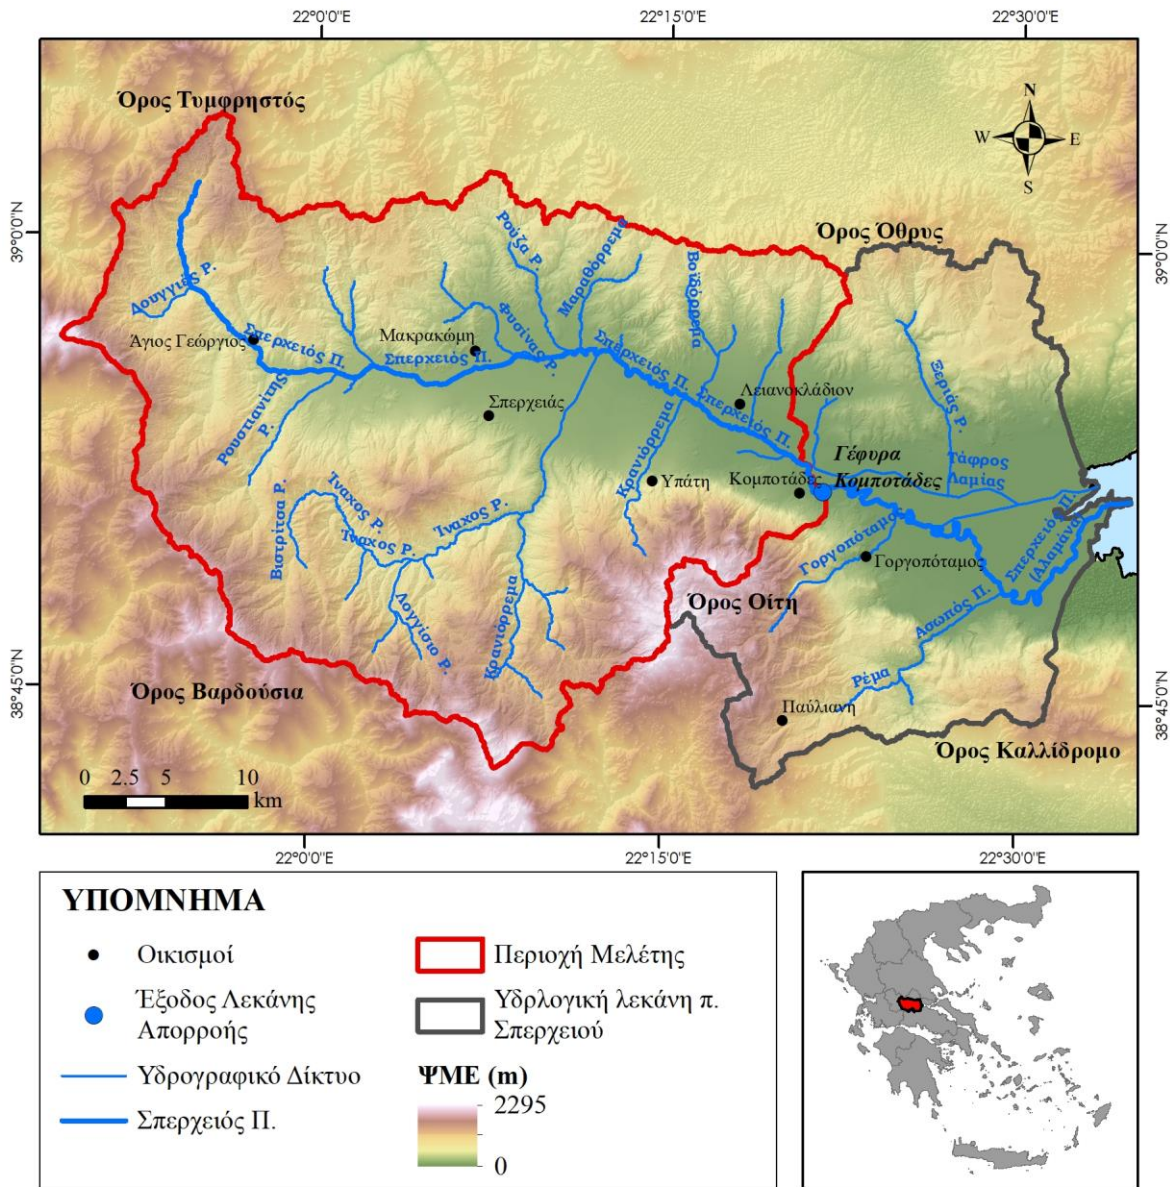 22°0'0"E
22°15'0"E
22°30'0"E
Όρος Τυμφρηστός
N
W
E
S
39°0'0"N
39°0'0"N
Όρος Όθρυς
Ρούζα Ρ.
Μαραθόρρεμα
Βοϊδόρρεμα
Δουγγιές Ρ.
Άγιος Γεώργιος
Σπερχειός Π.
Μακρακώμη
Σπερχειός Π.
Φυσίνας Ρ.
Σπερχειός Π.
Σπερχειός Π.
Λειανοκλάδιον
Ξεριάς Ρ.
Ρουστιανίτης
Ρ.
Σπερχειάς
Κρανιόρρεμα
Υπάτη
Κομποτάδες
Γέφυρα
Κομποτάδες
Τάφρος
Λαμίας
Βιστρίτσα Ρ.
Ίναχος Ρ.
Ίναχος Ρ.
Ίναχος Ρ.
Γοργοπόταμος
Γοργοπόταμος
Σπερχειός Π.
(Αλαμάνα)
Λογγίσιο Ρ.
Κρανιόρρεμα
Όρος Οίτη
Ασωπός Π.
Ρέμα
Παύλιανη
Όρος Βαρδούσια
Όρος Καλλίδρομο
38°45'0"N
38°45'0"N
0 2.5 5 10
km
22°0'0"E
22°15'0"E
22°30'0"E
ΥΠΟΜΝΗΜΑ
Οικισμοί
Έξοδος Λεκάνης
Απορροής
Υδρογραφικό Δίκτυο
Σπερχειός Π.
Περιοχή Μελέτης
Υδρλογική λεκάνη π.
Σπερχειού
ΨΜΕ (m)
2295
0